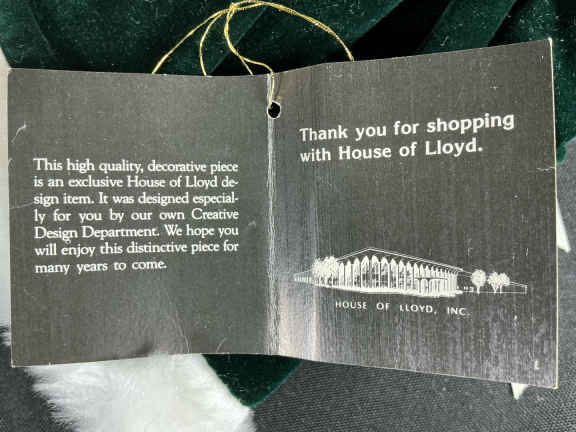 This high quality, decorative piece
is an exclusive House of Lloyd de-
sign item. It was designed especial-
ly for you by our own Creative
Design Department. We hope you
will enjoy this distinctive piece for
many years to come.
Thank you for shopping
with House of Lloyd.
HOUSE OF LLOYD, INC.